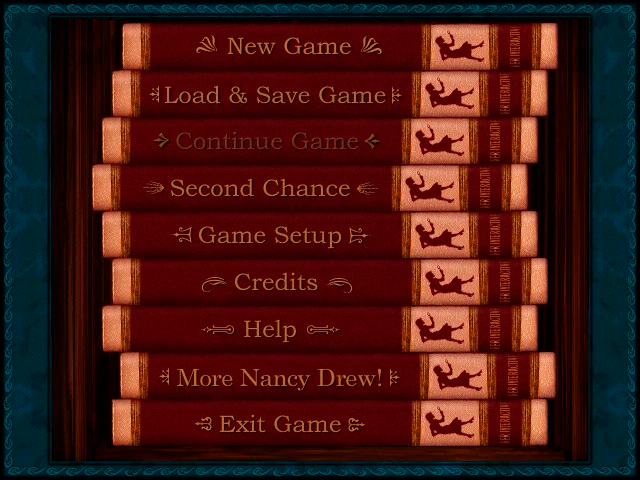 New Game
Load & Save Game
Continue Game
Second Chance
Game Setup
Credits
Help
More Nancy Drew!
Exit Game